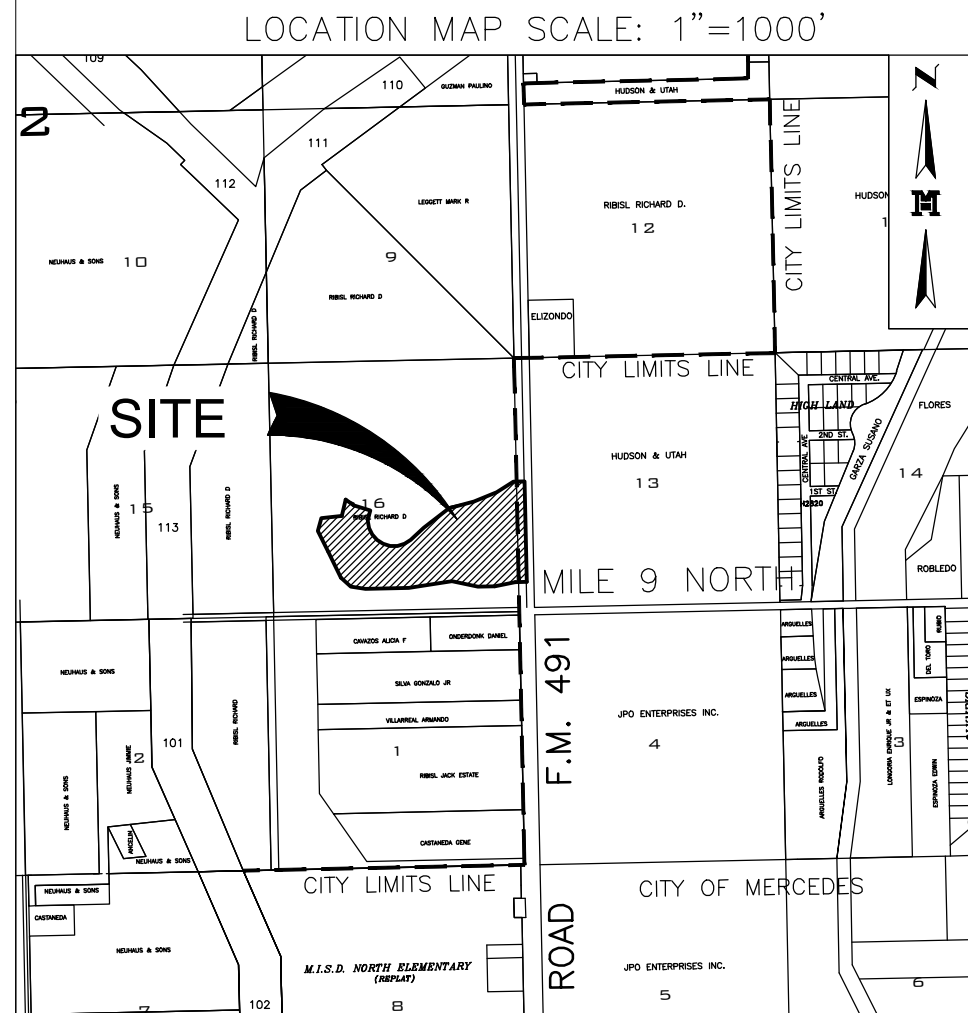 LOCATION MAP SCALE: 1"=1000'
109
110
GUZMAN PAULINO
HUDSON & UTAH
N
2
111
112
LEGGETT MARK R
RIBISL RICHARD D.
12
CITY LIMITS LINE
HUDSON
1
H
NEUHAUS & SONS
10
9
RIBISL RICHARD D
RIBISL RICHARD D
ELIZONDO
CITY LIMITS LINE
SITE
CENTRAL AVE.
HIGH LAND
FLORES
2ND ST.
CENTRAL AVE
GARZA SUSANO
HUDSON & UTAH
13
14
1ST ST.
NEUHAUS & SONS
15
113
RIBISL RICHARD D
16
RIBISL RICHARD D
ROBLEDO
MILE 9 NORTH
CAVAZOS ALICIA F
ONDERDONK DANIEL
ARGUELLES
RUBIO
DEL TORO
NEUHAUS & SONS
SILVA GONZALO JR
ARGUELLES
F.M. 491
ARGUELLES
ESPINOZA
RIBISL RICHARD
VILLARREAL ARMANDO
JPO ENTERPRISES INC.
ARGUELLES
101
1
4
LONGORIA ENRIQUE JR & ET UX
3
NEUHAUS JIMMIE
2
RIBISL JACK ESTATE
NEUHAUS & SONS
ARGUELLES RODOLFO
ESPINOZA EDWIN
ANCELIN
CASTANEDA GENE
NEUHAUS & SONS
CITY LIMITS LINE
CITY OF MERCEDES
NEUHAUS & SONS
CASTANEDA
ROAD
NEUHAUS & SONS
M.I.S.D. NORTH ELEMENTARY
(REPLAT)
JPO ENTERPRISES INC.
6
5
7
102
8